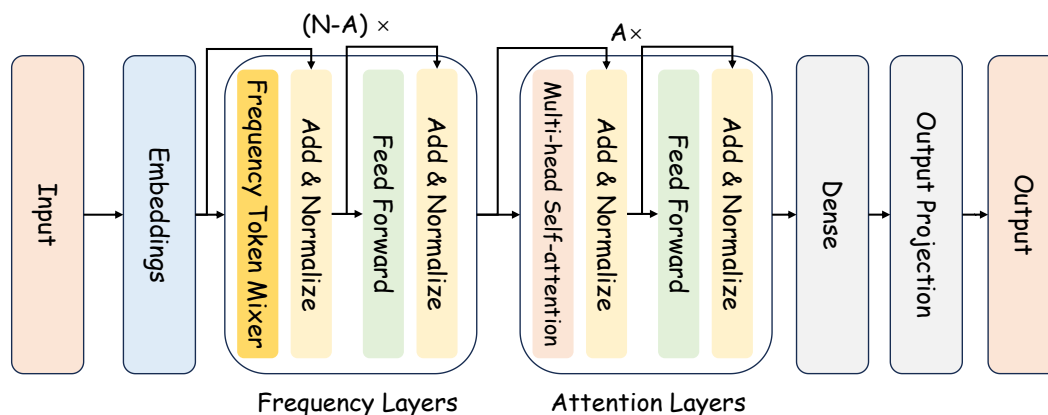 (N-A) ×
A×
Input
Embeddings
Frequency Token Mixer
Add & Normalize
Feed Forward
Add & Normalize
Multi-head Self-attention
Add & Normalize
Feed Forward
Add & Normalize
Dense
Output Projection
Output
Frequency Layers
Attention Layers